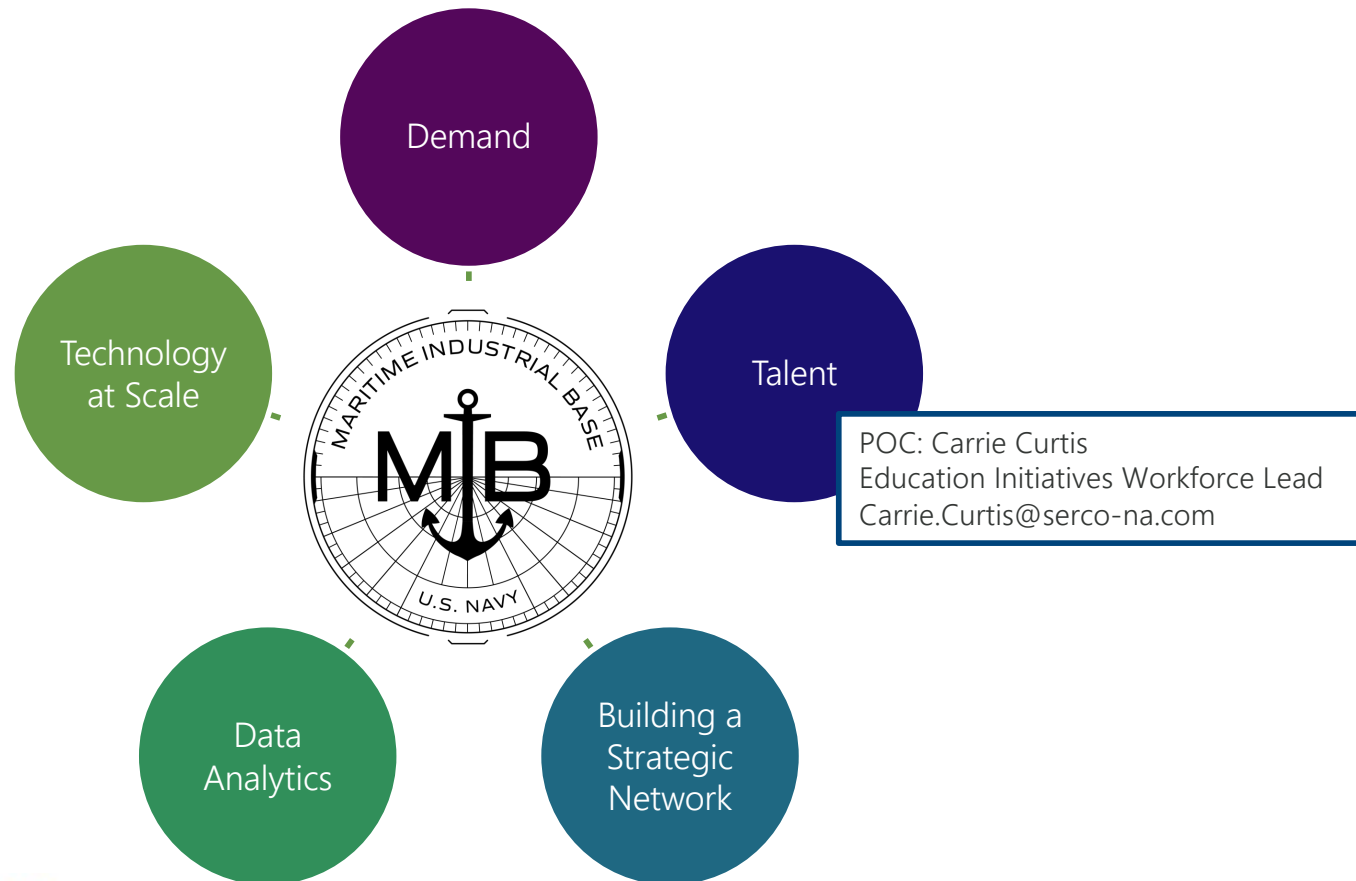 Demand
Technology
at Scale
Talent
MARITIME INDUSTRIAL BASE
MIB
U.S. NAVY
POC: Carrie Curtis
Education Initiatives Workforce Lead
Carrie.Curtis@serco-na.com
Data
Analytics
Building a
Strategic
Network